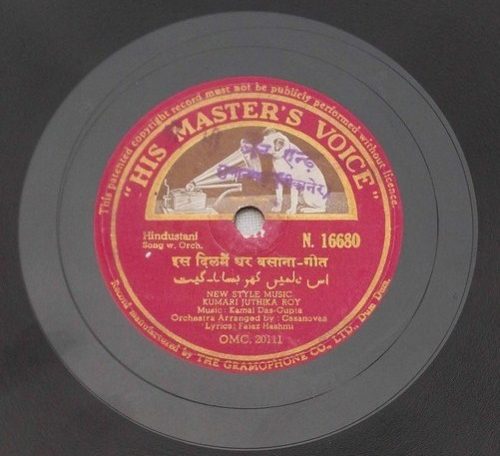 This patented copyright record must not be publicly performed without licence.
"HIS MASTER'S VOICE"
Hindustani
Song w. Orch.
N. 16680
इस दिलमें घर बसाना-गीत
اس دلمیں گھر بسانا۔گیت
NEW STYLE MUSIC
KUMARI JUTHIKA ROY
Music: Kamal Das-Gupta
Orchestra Arranged by: Casanovas
Lyrics: Faiaz Hashmi
OMC. 20111
Record manufactured by THE GRAMOPHONE CO., LTD., Dum Dum.